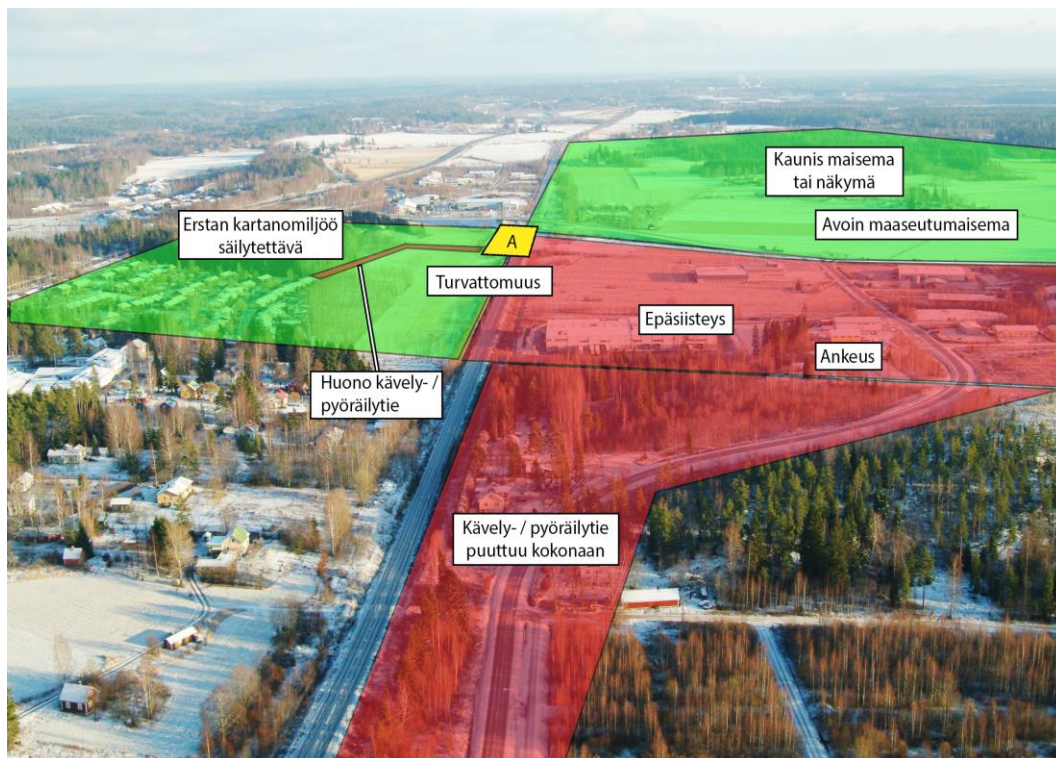 Kaunis maisema
tai näkymä
Erstan kartanomiljöö
säilytettävä
Avoin maaseutumaisema
A
Turvattomuus
Epäsiisteys
Ankeus
Huono kävely- /
pyöräilytie
Kävely- / pyöräilytie
puuttuu kokonaan